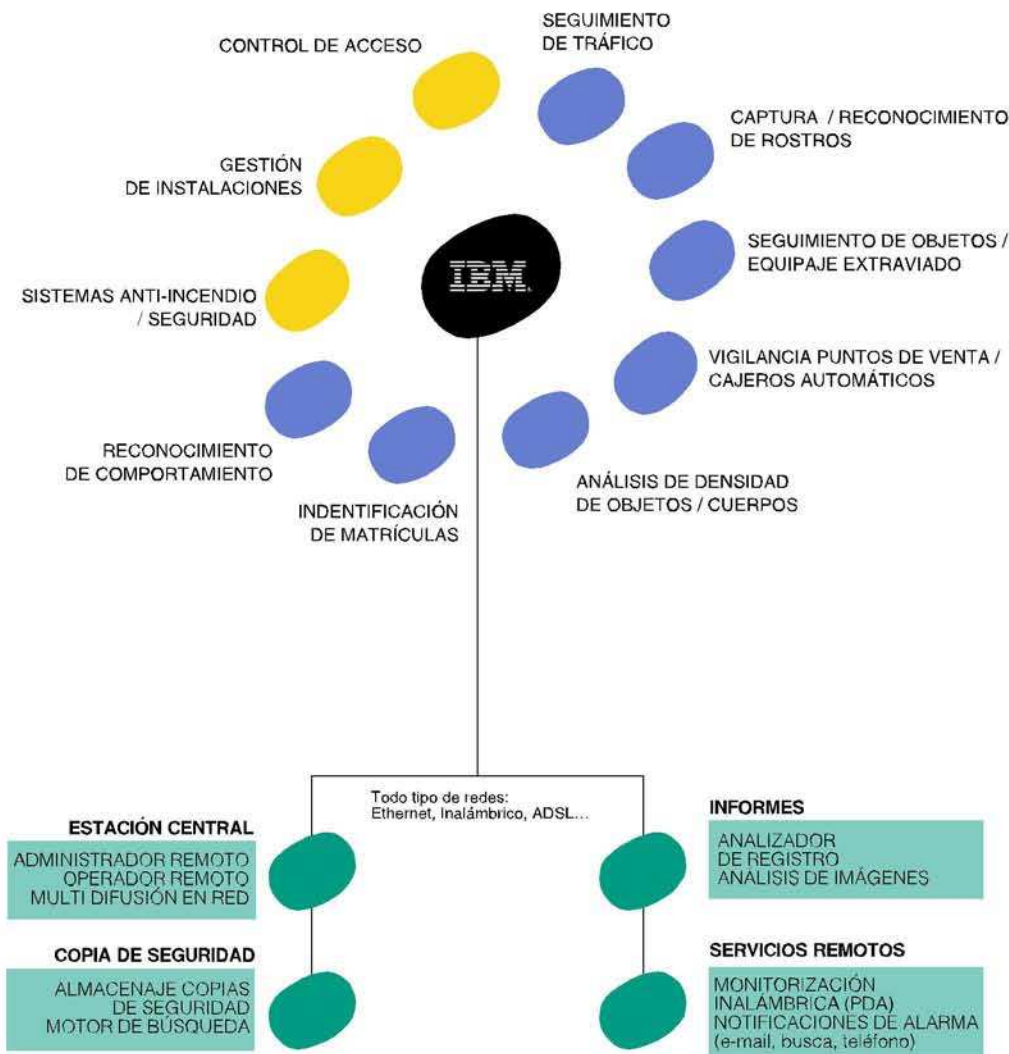 CONTROL DE ACCESO
SEGUIMIENTO
DE TRÁFICO
CAPTURA / RECONOCIMIENTO
DE ROSTROS
GESTIÓN
DE INSTALACIONES
SEGUIMIENTO DE OBJETOS /
EQUIPAJE EXTRAVIADO
IBM.
SISTEMAS ANTI-INCENDIO
/ SEGURIDAD
VIGILANCIA PUNTOS DE VENTA /
CAJEROS AUTOMÁTICOS
RECONOCIMIENTO
DE COMPORTAMIENTO
ANÁLISIS DE DENSIDAD
DE OBJETOS / CUERPOS
INDENTIFICACIÓN
DE MATRÍCULAS
Todo tipo de redes:
Ethernet, Inalámbrico, ADSL...
ESTACIÓN CENTRAL
ADMINISTRADOR REMOTO
OPERADOR REMOTO
MULTI DIFUSIÓN EN RED
INFORMES
ANALIZADOR
DE REGISTRO
ANÁLISIS DE IMÁGENES
COPIA DE SEGURIDAD
ALMACENAJE COPIAS
DE SEGURIDAD
MOTOR DE BÚSQUEDA
SERVICIOS REMOTOS
MONITORIZACIÓN
INALÁMBRICA (PDA)
NOTIFICACIONES DE ALARMA
(e-mail, busca, teléfono)